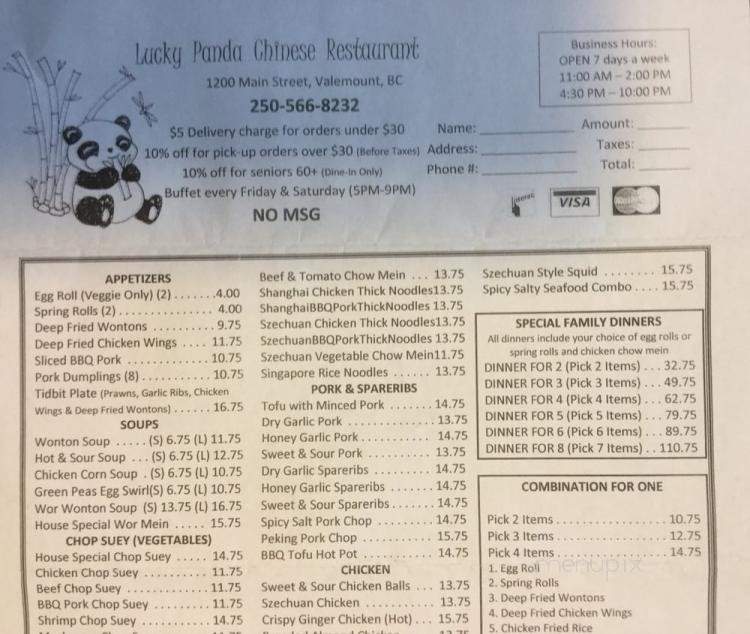 Lucky Panda Chinese Restaurant
1200 Main Street, Valemount, BC
250-566-8232
$5 Delivery charge for orders under $30
10% off for pick-up orders over $30 (Before Taxes)
10% off for seniors 60+ (Dine-In Only)
Buffet every Friday & Saturday (5PM-9PM)
NO MSG
Business Hours:
OPEN 7 days a week
11:00 AM – 2:00 PM
4:30 PM – 10:00 PM
Name: Amount:
Address: Taxes:
Phone #: Total:
VISA
APPETIZERS
Egg Roll (Veggie Only) (2) .......4.00
Spring Rolls (2) .............. 4.00
Deep Fried Wontons .......... 9.75
Deep Fried Chicken Wings .... 11.75
Sliced BBQ Pork ............. 10.75
Pork Dumplings (8) ........... 10.75
Tidbit Plate (Prawns, Garlic Ribs, Chicken
Wings & Deep Fried Wontons) ...... 16.75
SOUPS
Wonton Soup ..... (S) 6.75 (L) 11.75
Hot & Sour Soup ... (S) 6.75 (L) 12.75
Chicken Corn Soup . (S) 6.75 (L) 10.75
Green Peas Egg Swirl(S) 6.75 (L) 10.75
Wor Wonton Soup (S) 13.75 (L) 16.75
House Special Wor Mein ..... 15.75
CHOP SUEY (VEGETABLES)
House Special Chop Suey ..... 14.75
Chicken Chop Suey .......... 11.75
Beef Chop Suey ............. 11.75
BBQ Pork Chop Suey ......... 11.75
Shrimp Chop Suey ........... 14.75
Beef & Tomato Chow Mein ... 13.75
Shanghai Chicken Thick Noodles13.75
ShanghaiBBQPorkThickNoodles 13.75
Szechuan Chicken Thick Noodles13.75
SzechuanBBQPorkThickNoodles 13.75
Szechuan Vegetable Chow Mein11.75
Singapore Rice Noodles ...... 13.75
PORK & SPARERIBS
Tofu with Minced Pork ....... 14.75
Dry Garlic Pork ............. 13.75
Honey Garlic Pork ........... 14.75
Sweet & Sour Pork .......... 13.75
Dry Garlic Spareribs ......... 14.75
Honey Garlic Spareribs ....... 14.75
Sweet & Sour Spareribs ....... 14.75
Spicy Salt Pork Chop ......... 14.75
Peking Pork Chop ........... 15.75
BBQ Tofu Hot Pot ........... 14.75
CHICKEN
Sweet & Sour Chicken Balls ... 13.75
Szechuan Chicken ........... 13.75
Crispy Ginger Chicken (Hot) ... 15.75
Szechuan Style Squid ........ 15.75
Spicy Salty Seafood Combo .... 15.75
SPECIAL FAMILY DINNERS
All dinners include your choice of egg rolls or
spring rolls and chicken chow mein
DINNER FOR 2 (Pick 2 Items) ... 32.75
DINNER FOR 3 (Pick 3 Items) ... 49.75
DINNER FOR 4 (Pick 4 Items) ... 62.75
DINNER FOR 5 (Pick 5 Items) ... 79.75
DINNER FOR 6 (Pick 6 Items) ... 89.75
DINNER FOR 8 (Pick 7 Items) .. 110.75
COMBINATION FOR ONE
Pick 2 Items .................. 10.75
Pick 3 Items .................. 12.75
Pick 4 Items .................. 14.75
1. Egg Roll
2. Spring Rolls
3. Deep Fried Wontons
4. Deep Fried Chicken Wings
5. Chicken Fried Rice
menupix